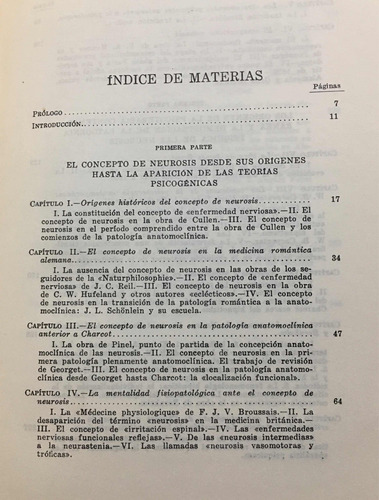 ÍNDICE DE MATERIAS
Páginas
PRÓLOGO 7
INTRODUCCIÓN 11
PRIMERA PARTE
EL CONCEPTO DE NEUROSIS DESDE SUS ORIGENES
HASTA LA APARICIÓN DE LAS TEORIAS
PSICOGÉNICAS
CAPÍTULO I.—Orígenes históricos del concepto de neurosis 17
I. La constitución del concepto de «enfermedad nerviosa».—II. El
concepto de neurosis en la obra de Cullen.—III. El concepto de
neurosis en el período comprendido entre la obra de Cullen y
los comienzos de la patología anatomoclínica.
CAPÍTULO II.—El concepto de neurosis en la medicina romántica
alemana 34
I. La ausencia del concepto de neurosis en las obras de los se-
guidores de la «Naturphilosophie».—II. El concepto de «enfermedad
nerviosa» de J. C. Reil.—III. El concepto de neurosis en la obra
de C. W. Hufeland y otros autores «eclécticos».—IV. El concepto
de neurosis en la transición de la patología romántica a la anato-
moclínica: J. L. Schönlein y su escuela.
CAPÍTULO III.—El concepto de neurosis en la patología anatomoclínica
anterior a Charcot 47
I. La obra de Pinel, punto de partida de la concepción anato-
moclínica de las neurosis.—II. El concepto de neurosis en la pri-
mera patología plenamente anatomoclínica. El trabajo de revisión
de Georget.—III. El concepto de neurosis en la patología anatomo-
clínica desde Georget hasta Charcot: la «localización funcional».
CAPÍTULO IV.—La mentalidad fisiopatológica ante el concepto de
neurosis 64
I. La «Médecine physiologique» de F. J. V. Broussais.—II. La
desaparición del término «neurosis» en la medicina británica.—
III. El concepto de «irritación espinal».—IV. Las «enfermedades
nerviosas funcionales reflejas».—V. De las «neurosis intermedias» a
la neurastenia.—VI. Las llamadas «neurosis vasomotoras y
tróficas».